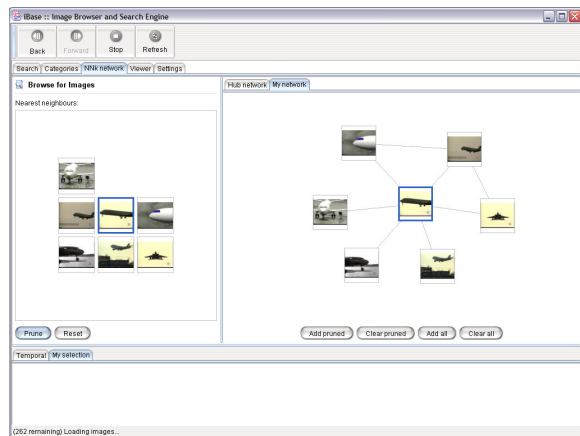 iBase :: Image Browser and Search Engine
Back Forward Stop Refresh
Search Categories NNk network Viewer Settings
Browse for Images
Nearest neighbours:
Prune Reset
Hub network My network
Add pruned Clear pruned Add all Clear all
Temporal My selection
(262 remaining) Loading images...